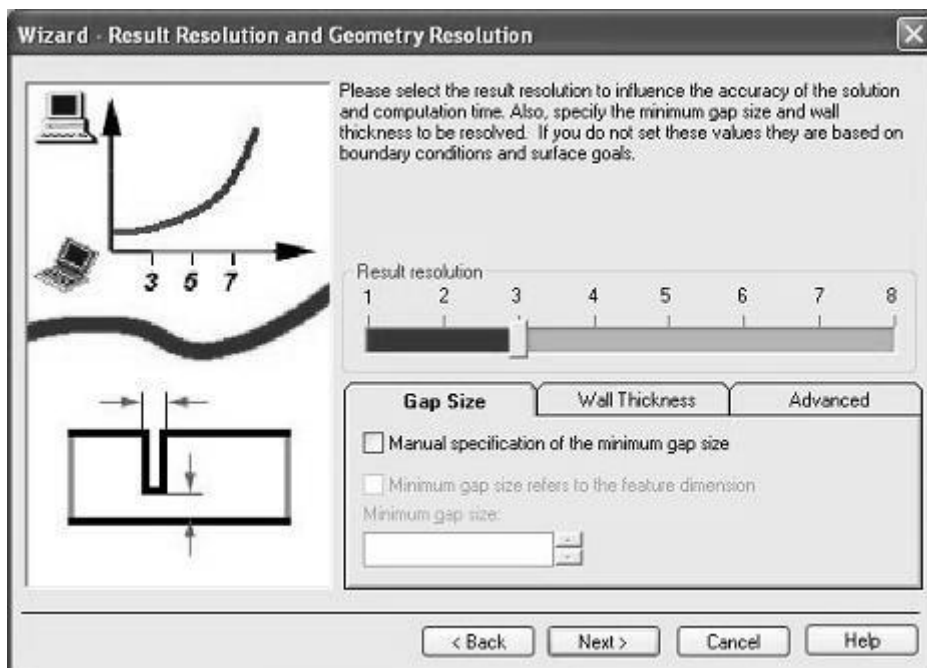 Wizard - Result Resolution and Geometry Resolution
Please select the result resolution to influence the accuracy of the solution
and computation time. Also, specify the minimum gap size and wall
thickness to be resolved. If you do not set these values they are based on
boundary conditions and surface goals.
3 5 7
Result resolution
1 2 3 4 5 6 7 8
Gap Size Wall Thickness Advanced
Manual specification of the minimum gap size
Minimum gap size refers to the feature dimension
Minimum gap size:
< Back Next > Cancel Help